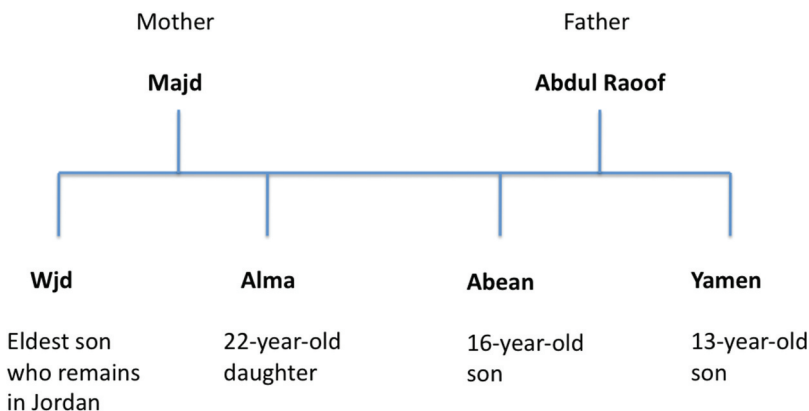 Mother
Father
Majd
Abdul Raoof
Wjd
Alma
Abean
Yamen
Eldest son
who remains
in Jordan
22-year-old
daughter
16-year-old
son
13-year-old
son